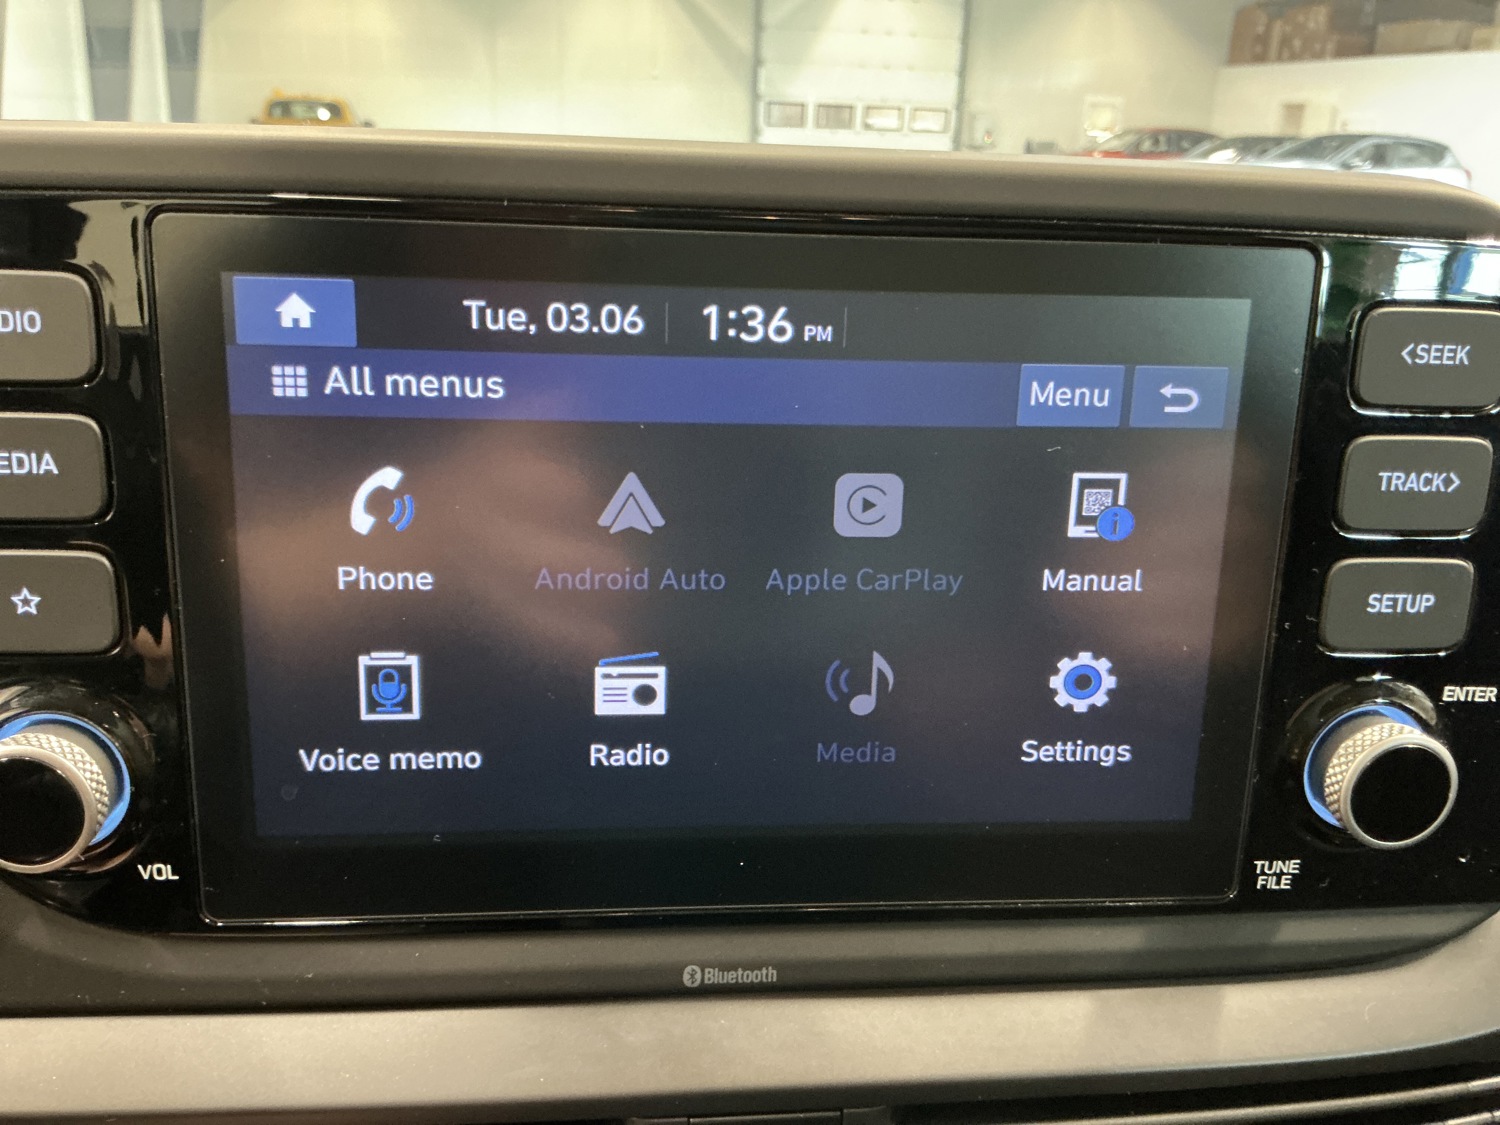 Tue, 03.06 1:36 PM
All menus Menu
Phone Android Auto Apple CarPlay Manual
Voice memo Radio Media Settings
DIO
EDIA
VOL
<SEEK
TRACK>
SETUP
ENTER
TUNE
FILE
Bluetooth